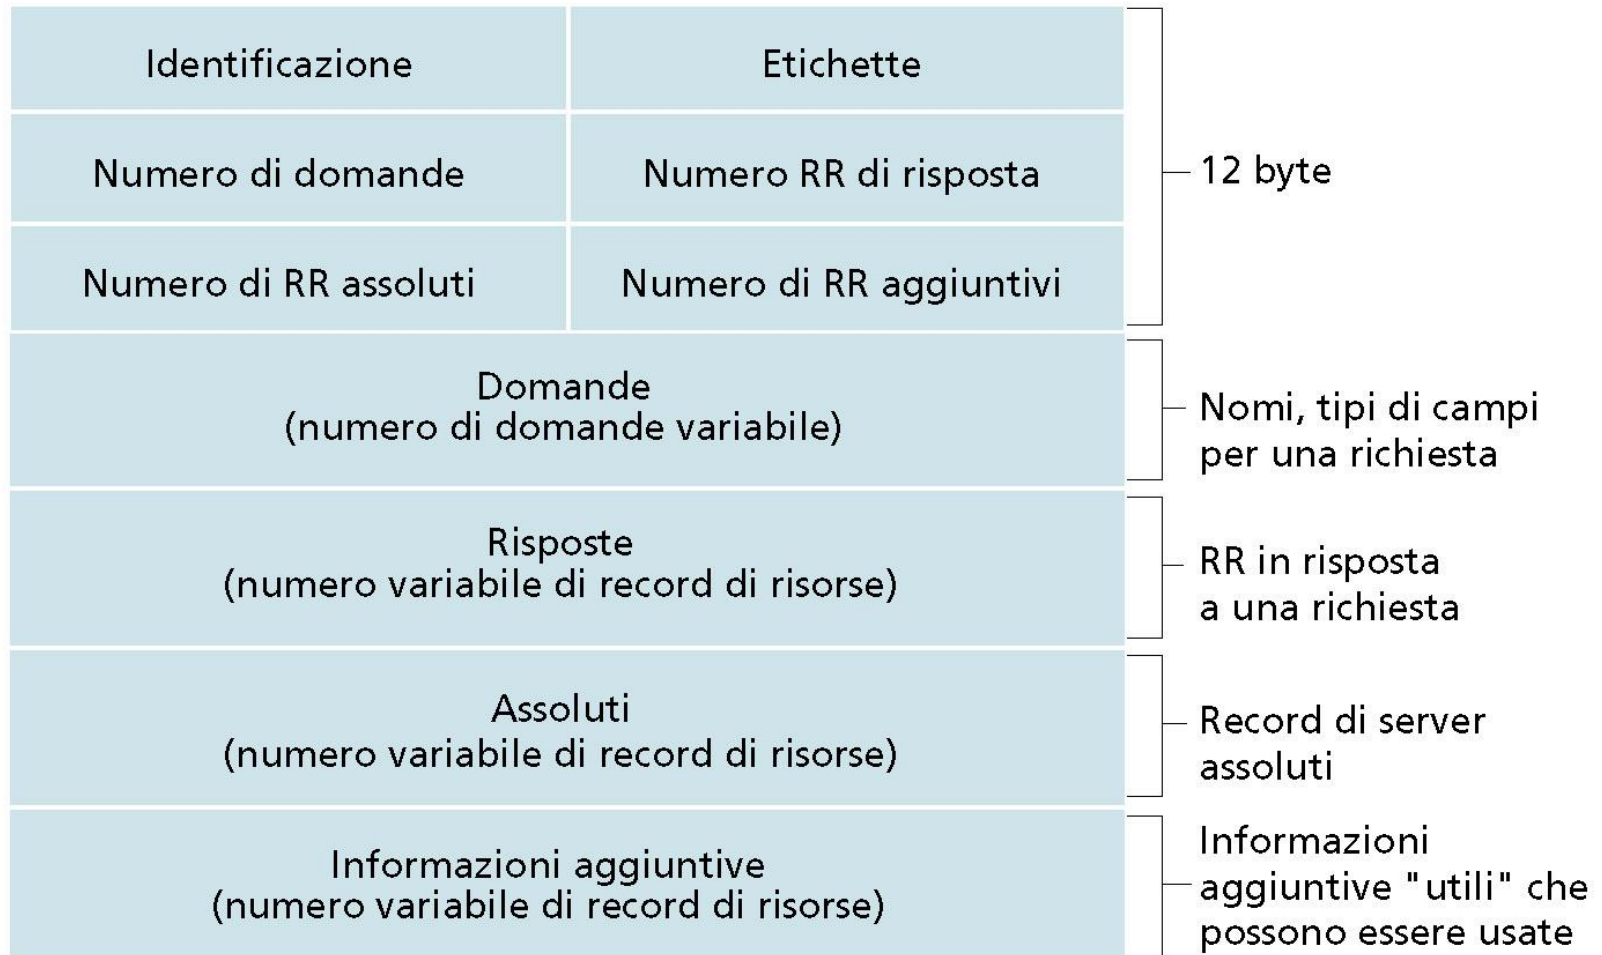 Identificazione
Etichette
Numero di domande
Numero RR di risposta
12 byte
Numero di RR assoluti
Numero di RR aggiuntivi
Domande
(numero di domande variabile)
Nomi, tipi di campi
per una richiesta
Risposte
(numero variabile di record di risorse)
RR in risposta
a una richiesta
Assoluti
(numero variabile di record di risorse)
Record di server
assoluti
Informazioni aggiuntive
(numero variabile di record di risorse)
Informazioni
aggiuntive "utili" che
possono essere usate